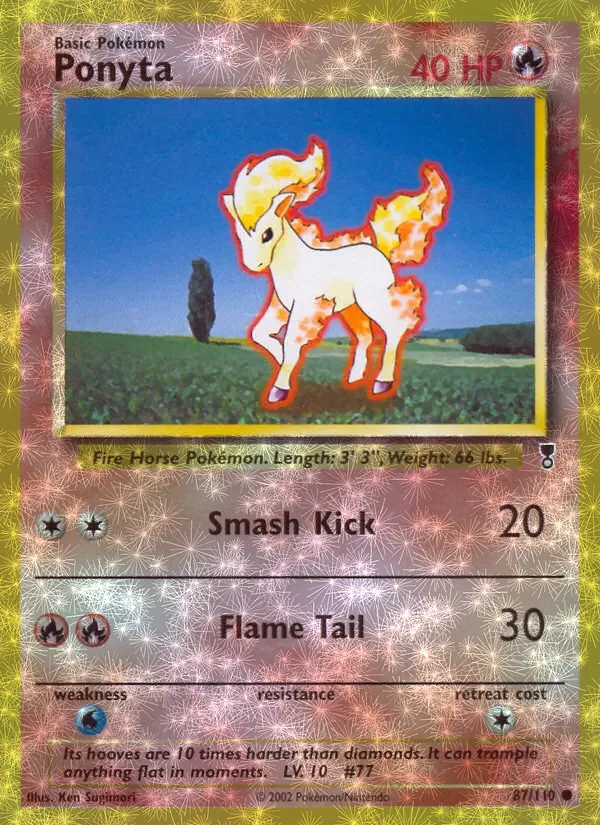 Basic Pokémon
Ponyta
40 HP
Fire Horse Pokémon. Length: 3' 3", Weight: 66 lbs.
Smash Kick 20
Flame Tail 30
weakness resistance retreat cost
Its hooves are 10 times harder than diamonds. It can trample
anything flat in moments. LV. 10 #77
Illus. Ken Sugimori © 2002 Pokémon/Nintendo 87/110